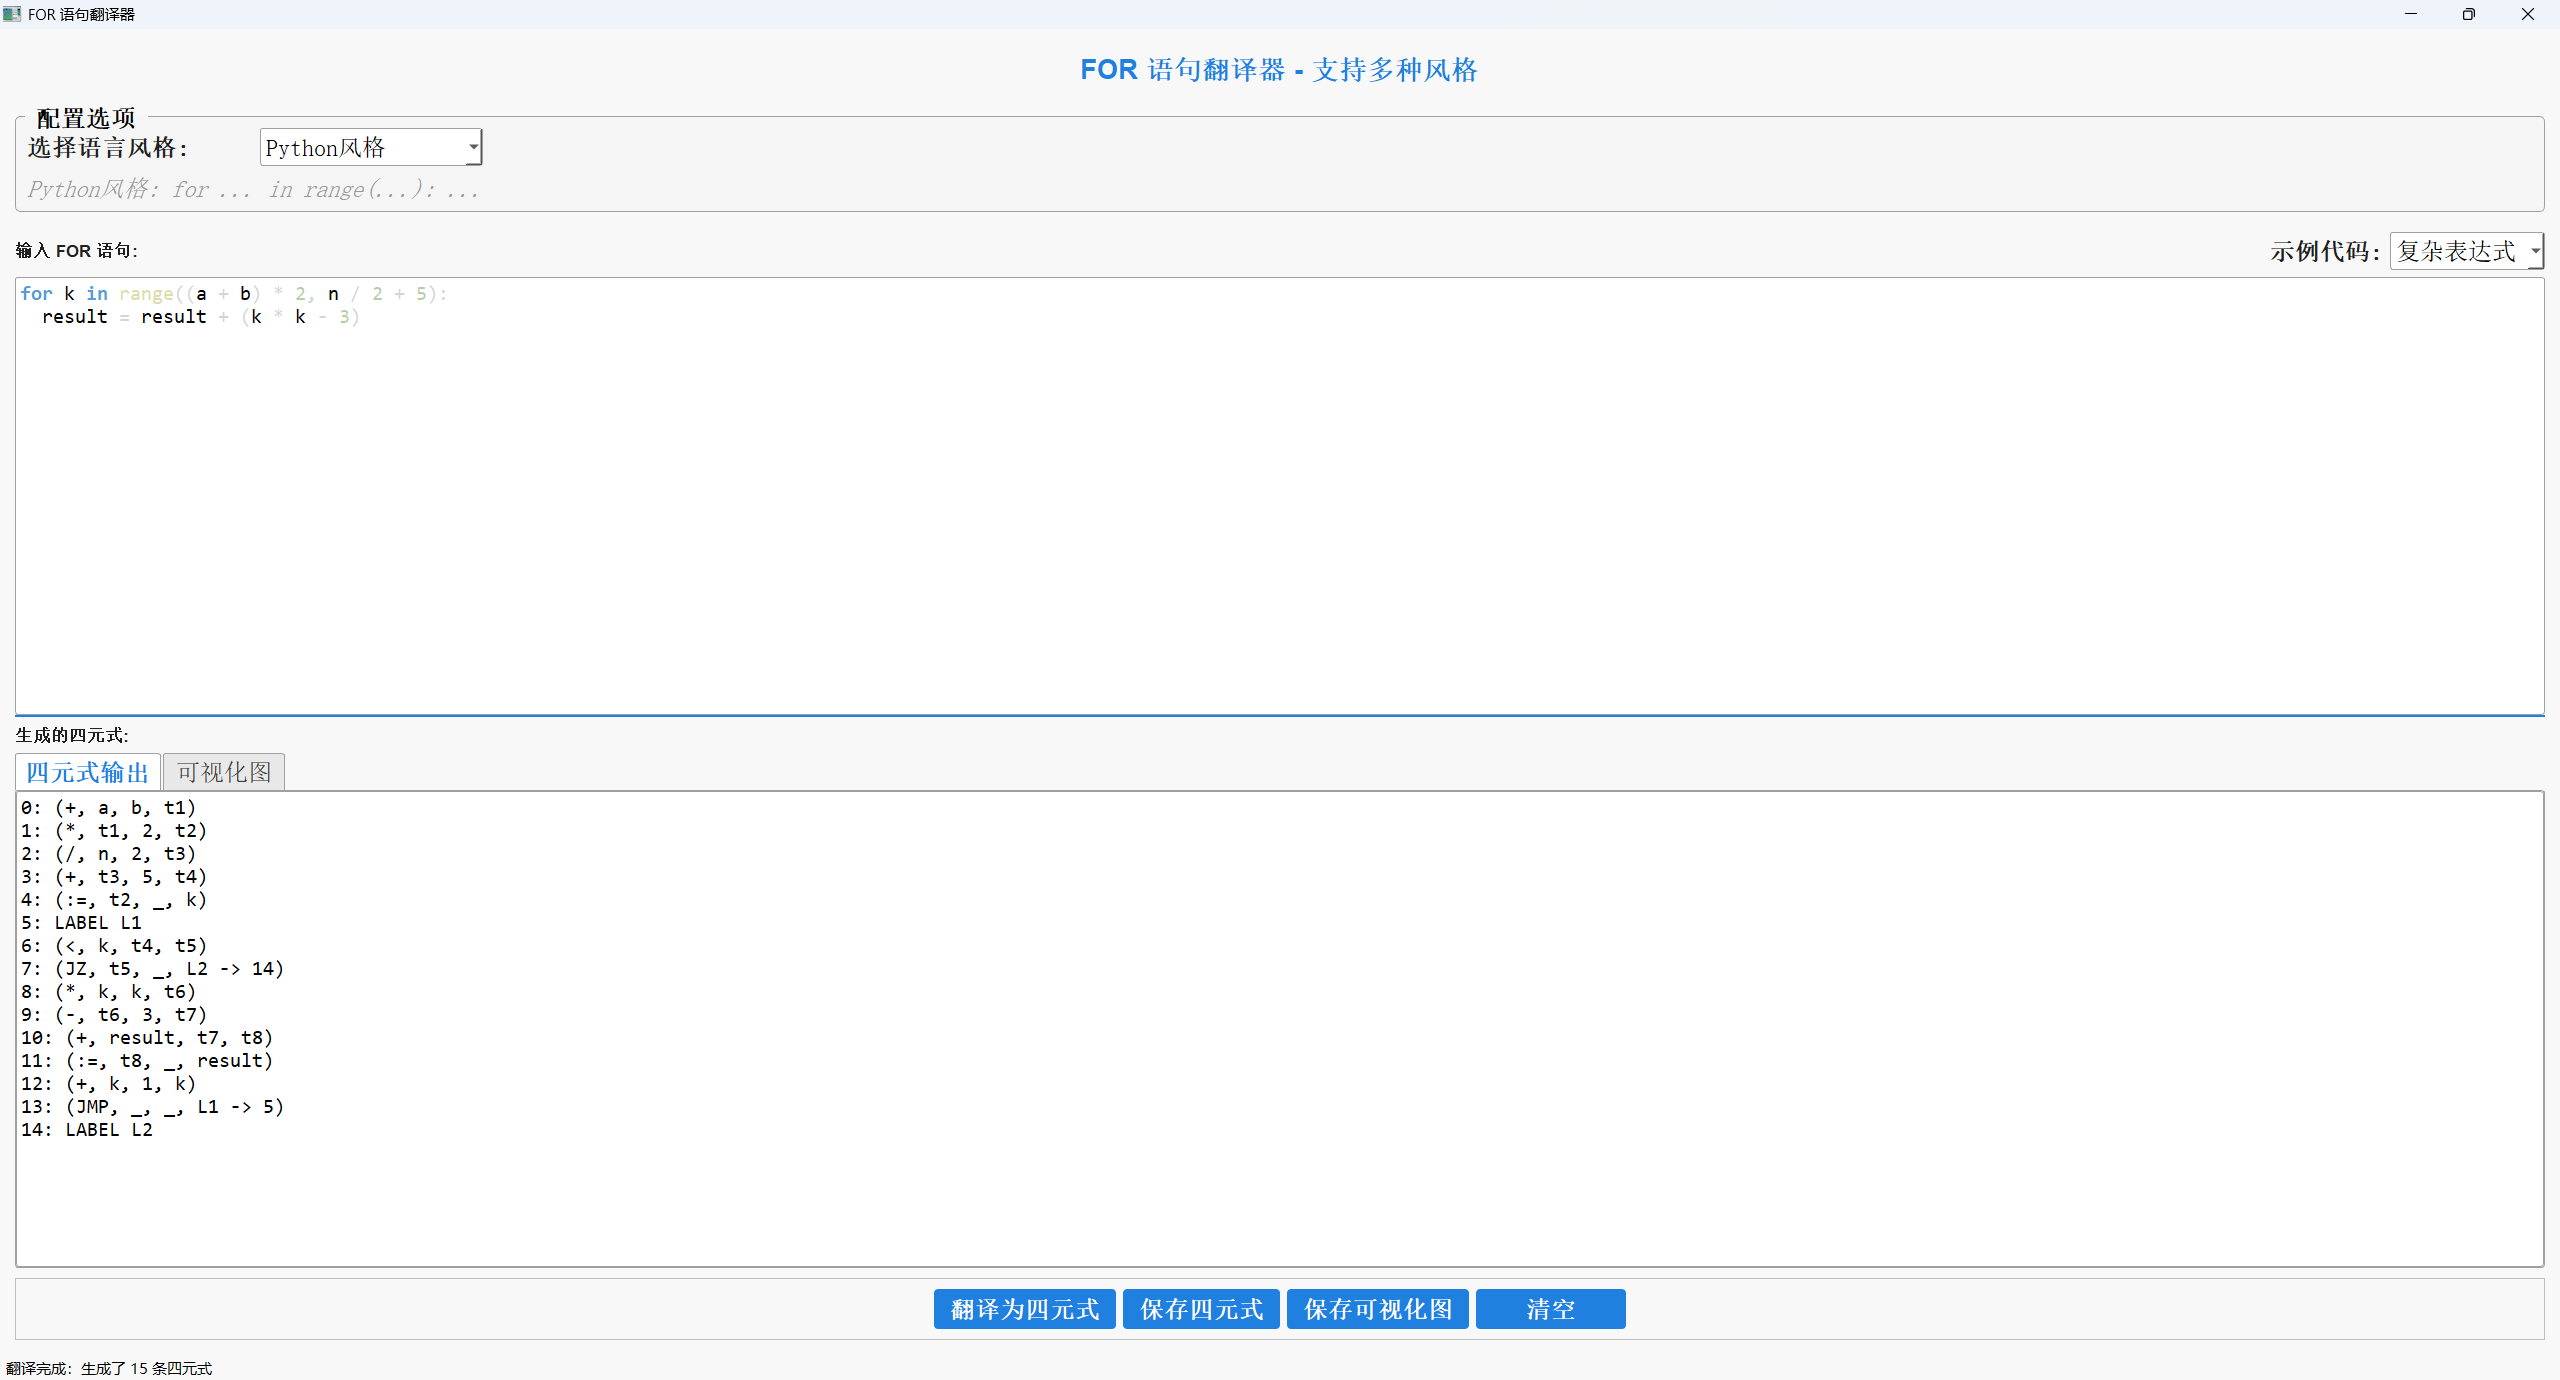 FOR 语句翻译器
FOR 语句翻译器 - 支持多种风格
配置选项
选择语言风格: Python风格
Python风格: for ... in range(...): ...
输入 FOR 语句: 示例代码: 复杂表达式
for k in range((a + b) * 2, n / 2 + 5):
  result = result + (k * k - 3)
生成的四元式:
四元式输出 可视化图
0: (+, a, b, t1)
1: (*, t1, 2, t2)
2: (/, n, 2, t3)
3: (+, t3, 5, t4)
4: (:=, t2, _, k)
5: LABEL L1
6: (<, k, t4, t5)
7: (JZ, t5, _, L2 -> 14)
8: (*, k, k, t6)
9: (-, t6, 3, t7)
10: (+, result, t7, t8)
11: (:=, t8, _, result)
12: (+, k, 1, k)
13: (JMP, _, _, L1 -> 5)
14: LABEL L2
翻译为四元式 保存四元式 保存可视化图 清空
翻译完成: 生成了 15 条四元式